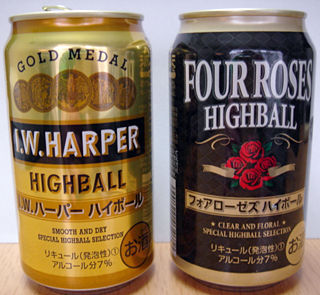 GOLD MEDAL
I.W.HARPER
HIGHBALL
I.W.ハーパー ハイボール
SMOOTH AND DRY
SPECIAL HIGHBALL SELECTION
リキュール(発泡性)①
アルコール分7%
お酒
FOUR ROSES
HIGHBALL
フォアローゼズ ハイボール
CLEAR AND FLORAL
SPECIAL HIGHBALL SELECTION
リキュール(発泡性)①
アルコール分7%
お